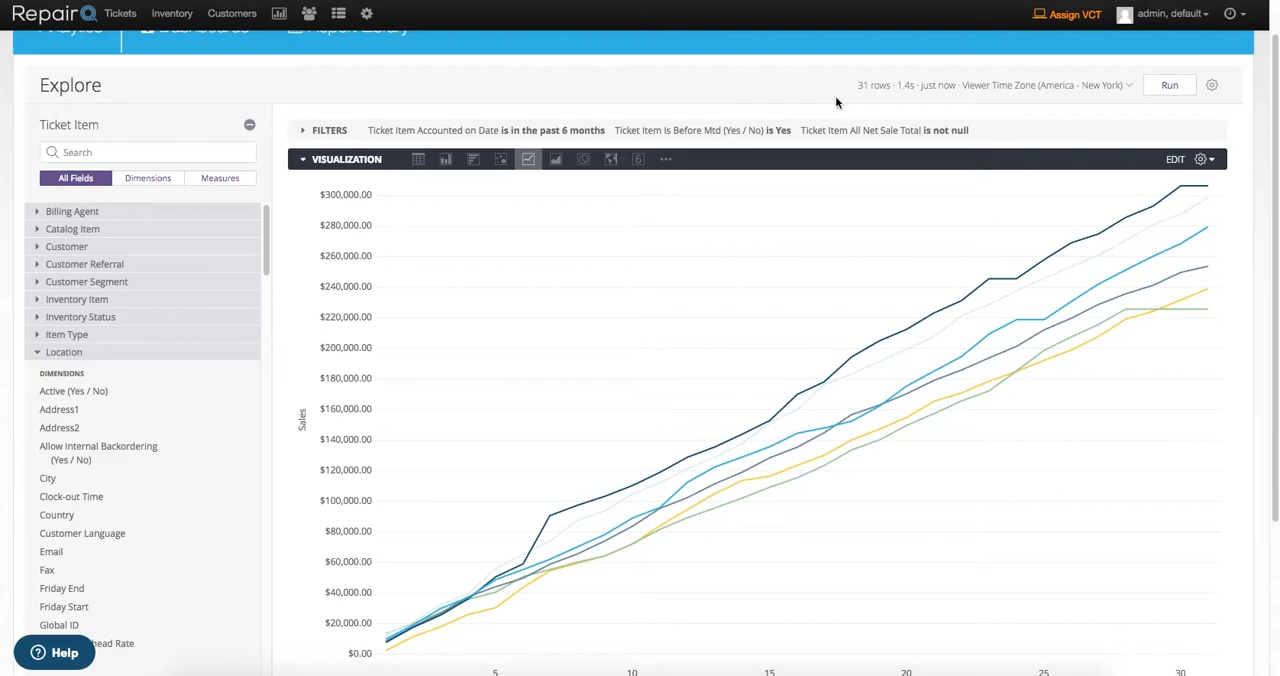 RepairQ Tickets Inventory Customers Assign VCT admin, default
Analytics Dashboards Report Library
Explore 31 rows · 1.4s · just now · Viewer Time Zone (America - New York) Run
Ticket Item
FILTERS Ticket Item Accounted on Date is in the past 6 months Ticket Item Is Before Mtd (Yes / No) is Yes Ticket Item All Net Sale Total is not null
Search
VISUALIZATION 6 EDIT
All Fields Dimensions Measures
Billing Agent
Catalog Item
Customer
Customer Referral
Customer Segment
Inventory Item
Inventory Status
Item Type
Location
DIMENSIONS
Active (Yes / No)
Address1
Address2
Allow Internal Backordering
(Yes / No)
City
Clock-out Time
Country
Customer Language
Email
Fax
Friday End
Friday Start
Global ID
head Rate
Help
$300,000.00
$280,000.00
$260,000.00
$240,000.00
$220,000.00
$200,000.00
$180,000.00
$160,000.00
$140,000.00
$120,000.00
$100,000.00
$80,000.00
$60,000.00
$40,000.00
$20,000.00
$0.00
Sales
5 10 15 20 25 30